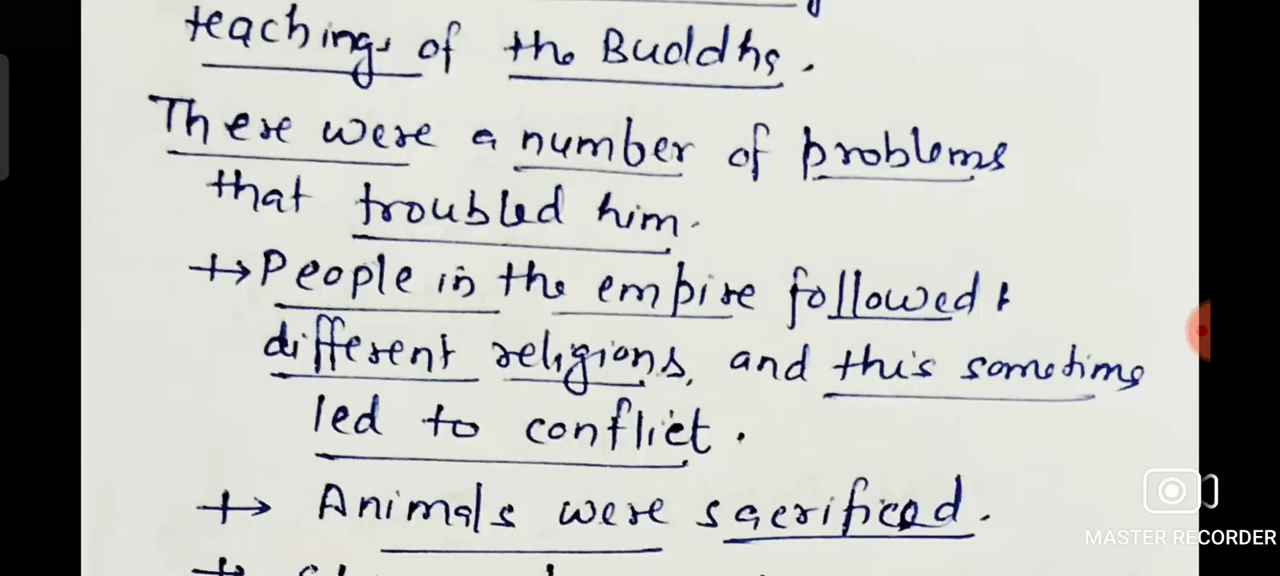 teachings of the Buddha.
There were a number of problems
that troubled him.
→ People in the empire followed
different religions, and this sometime
led to conflict.
→ Animals were sacrificed.
MASTER RECORDER